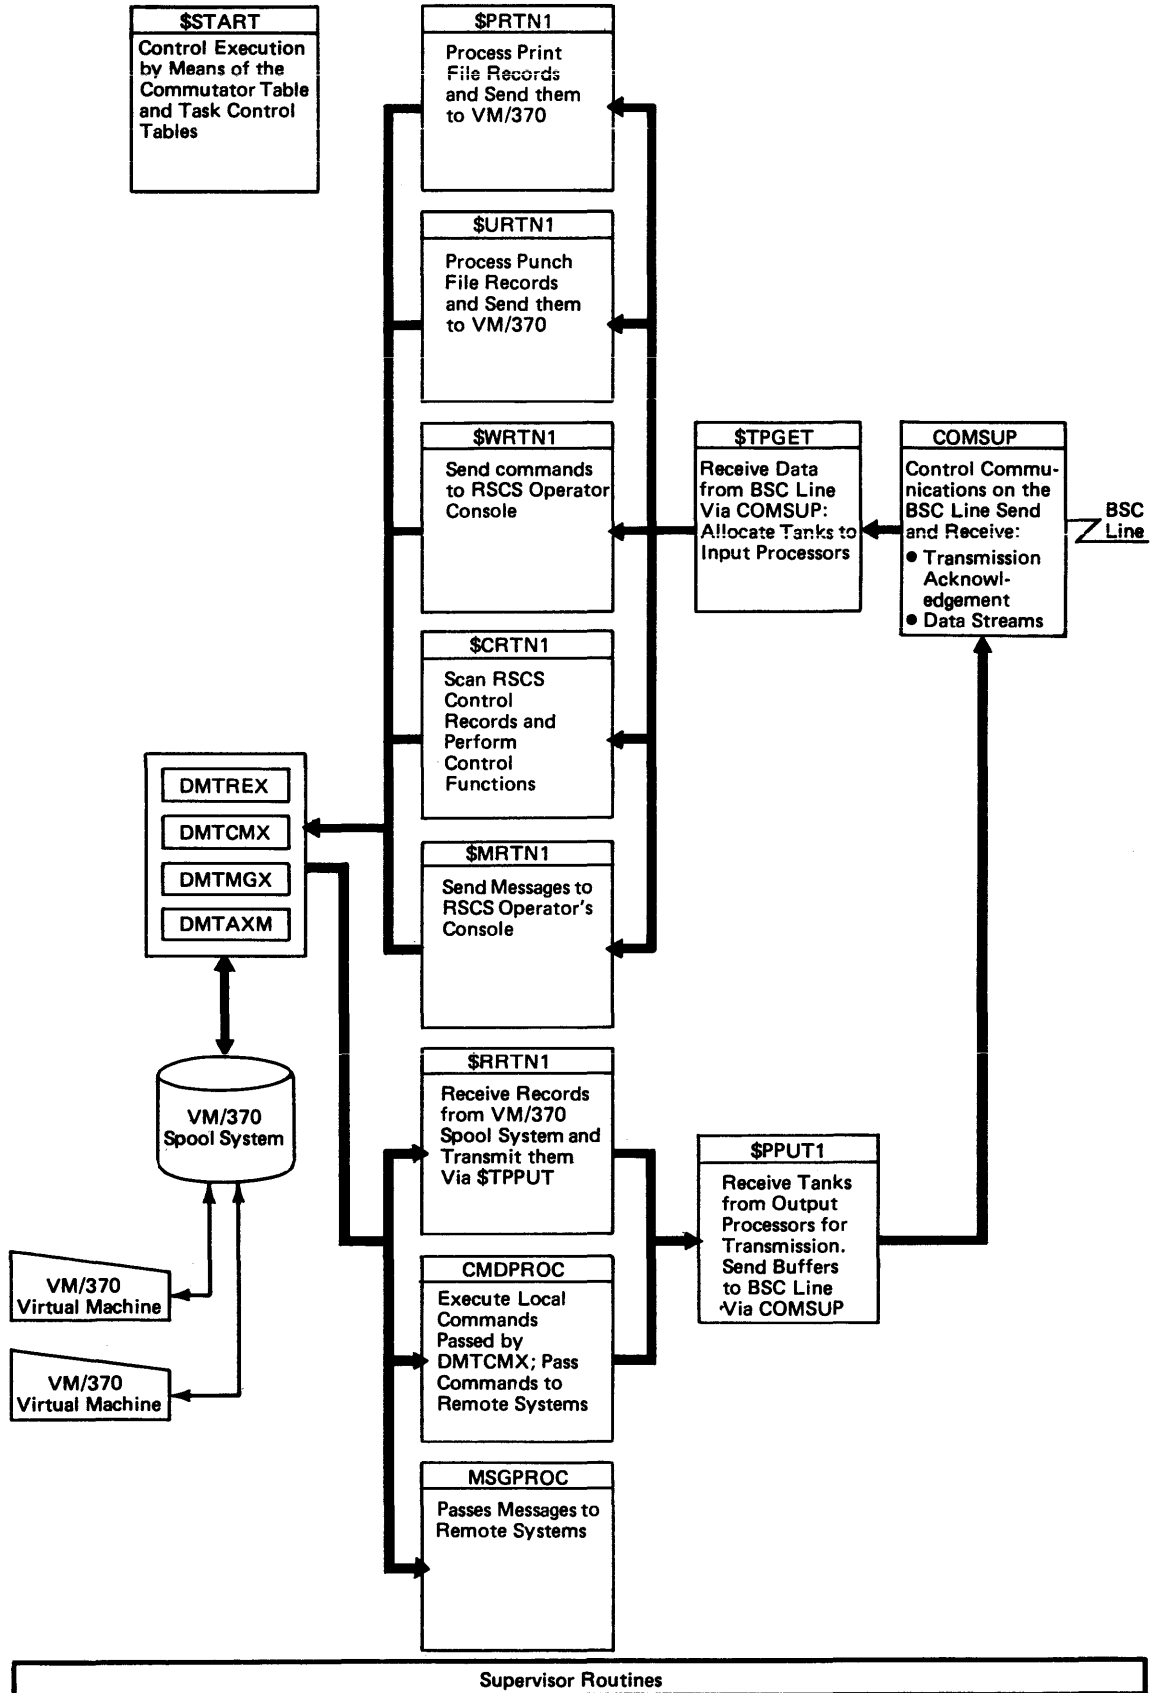 $START
Control Execution
by Means of the
Commutator Table
and Task Control
Tables
$PRTN1
Process Print
File Records
and Send them
to VM/370
$URTN1
Process Punch
File Records
and Send them
to VM/370
$WRTN1
Send commands
to RSCS Operator
Console
$TPGET
Receive Data
from BSC Line
Via COMSUP:
Allocate Tanks to
Input Processors
COMSUP
Control Commu-
nications on the
BSC Line Send
and Receive:
● Transmission
Acknowl-
edgement
● Data Streams
BSC
Line
$CRTN1
Scan RSCS
Control
Records and
Perform
Control
Functions
DMTREX
DMTCMX
DMTMGX
DMTAXM
$MRTN1
Send Messages to
RSCS Operator's
Console
VM/370
Spool System
$RRTN1
Receive Records
from VM/370
Spool System and
Transmit them
Via $TPPUT
$PPUT1
Receive Tanks
from Output
Processors for
Transmission.
Send Buffers
to BSC Line
Via COMSUP
VM/370
Virtual Machine
VM/370
Virtual Machine
CMDPROC
Execute Local
Commands
Passed by
DMTCMX; Pass
Commands to
Remote Systems
MSGPROC
Passes Messages to
Remote Systems
Supervisor Routines